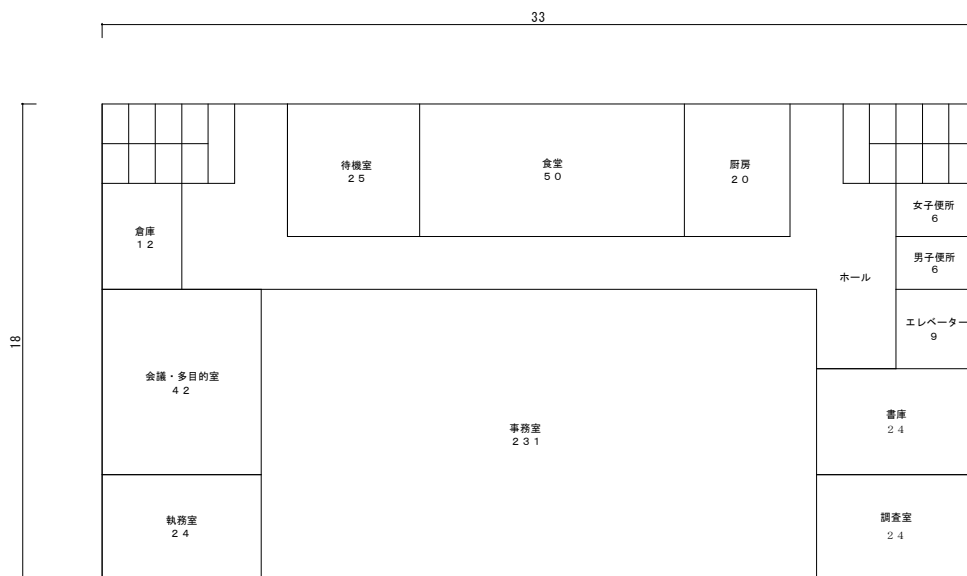 33
18
待機室
２５
食堂
５０
厨房
２０
女子便所
６
倉庫
１２
男子便所
６
ホール
エレベーター
９
会議・多目的室
４２
事務室
２３１
書庫
２４
執務室
２４
調査室
２４